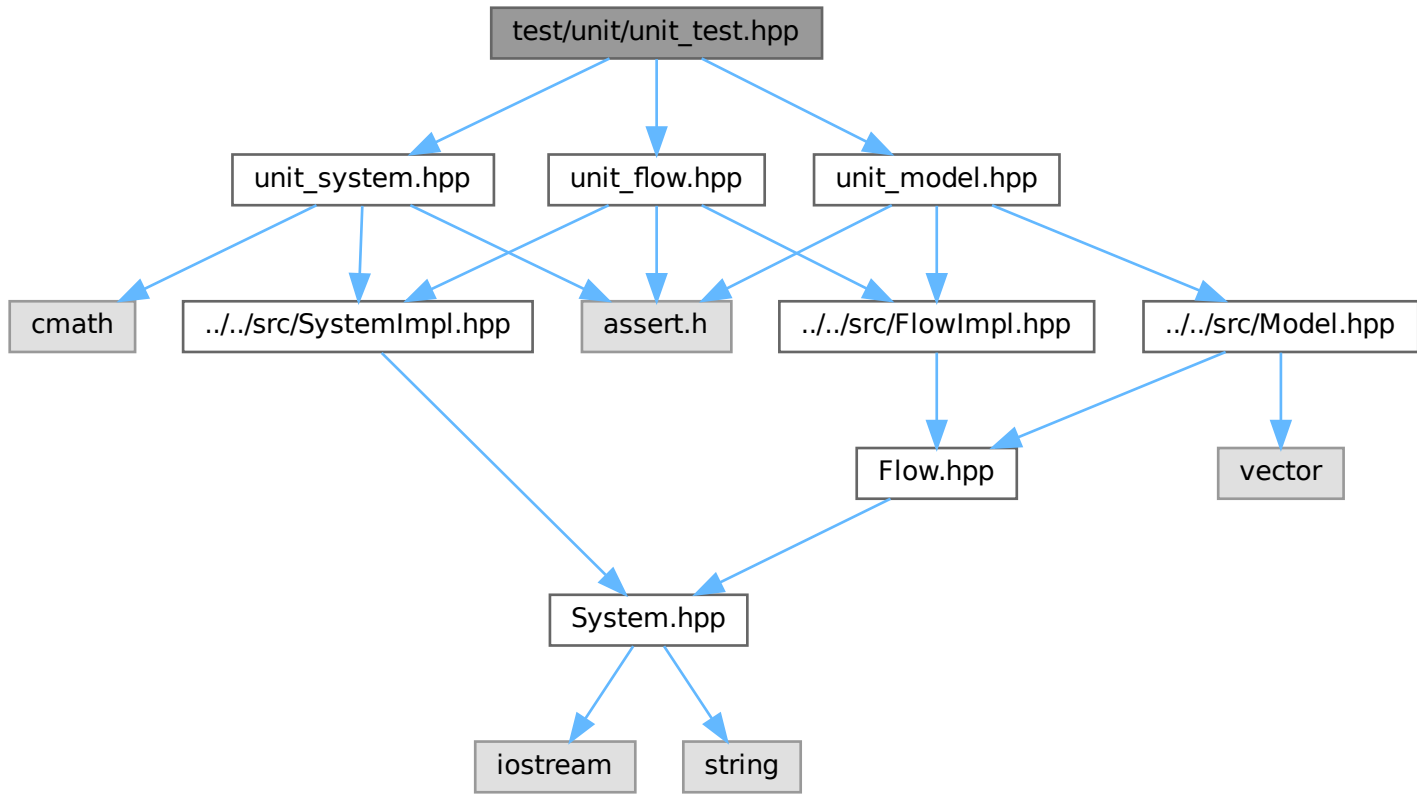 test/unit/unit_test.hpp
unit_system.hpp
unit_flow.hpp
unit_model.hpp
cmath
../../src/SystemImpl.hpp
assert.h
../../src/FlowImpl.hpp
../../src/Model.hpp
Flow.hpp
vector
System.hpp
iostream
string